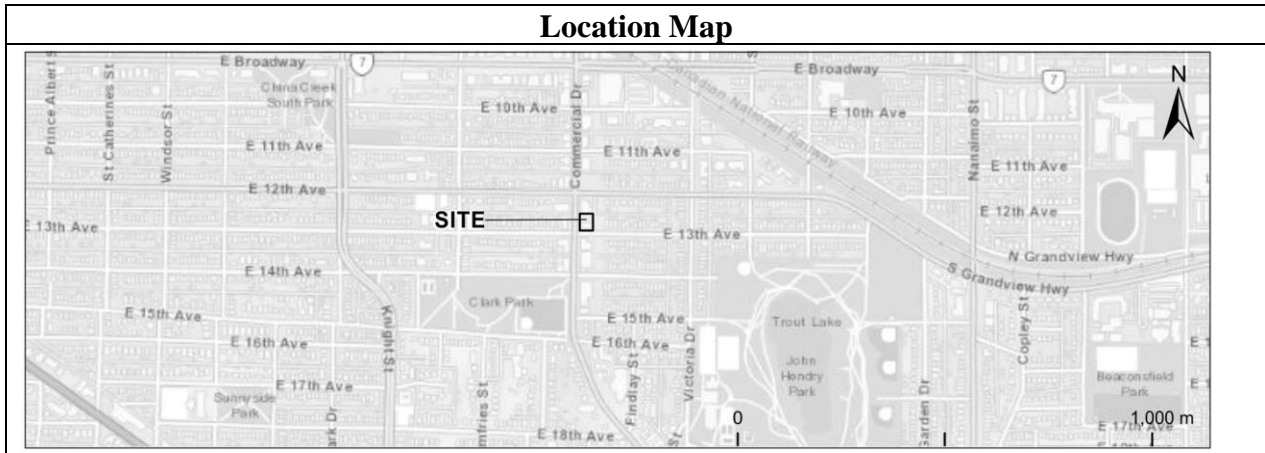 Location Map
E Broadway
7
E Broadway
7
N
Prince Albert
St Catherines St
Windsor St
China Creek
South Park
E 10th Ave
Commercial Dr
Canadian National Railway
E 10th Ave
Nanaimo St
E 11th Ave
E 11th Ave
E 11th Ave
E 12th Ave
E 12th Ave
SITE
E 13th Ave
E 13th Ave
N Grandview Hwy
S Grandview Hwy
E 14th Ave
Clark Park
E 15th Ave
Knight St
E 15th Ave
Trout Lake
Copley St
E 16th Ave
E 16th Ave
Findlay St
Victoria Dr
John
Hendry
Park
Beaconsfield
Park
E 17th Ave
Sunnyside
Park
ark Dr
mfries St
E 18th Ave
St
Garden Dr
0
1,000 m
E 17th Ave